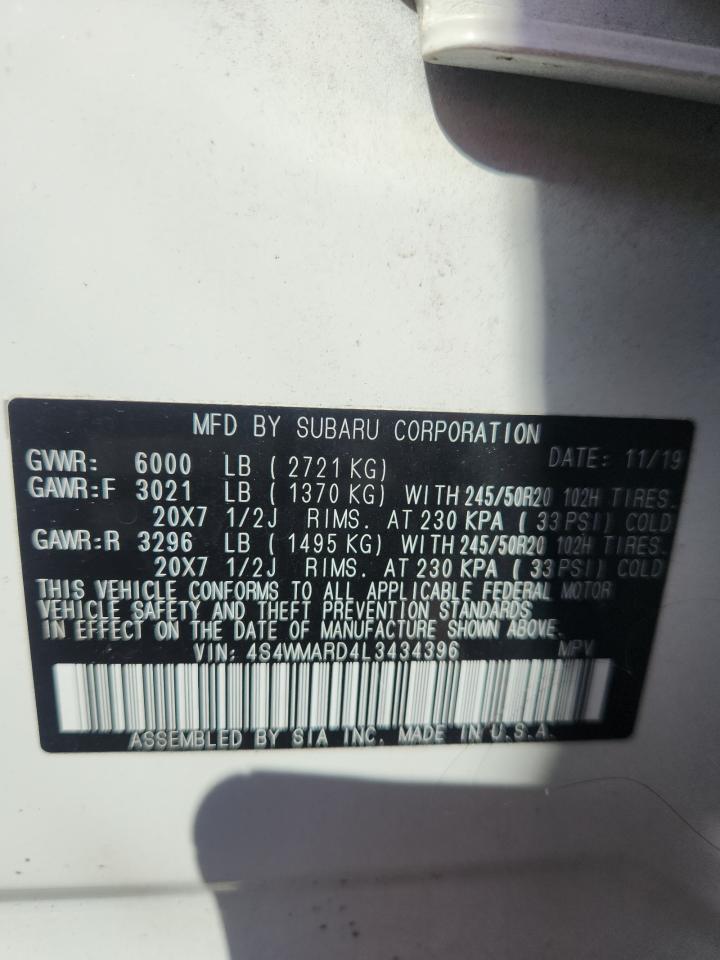 MFD BY SUBARU CORPORATION
GVWR: 6000 LB ( 2721 KG) DATE: 11/19
GAWR:F 3021 LB ( 1370 KG) WITH 245/50R20 102H TIRES.
20X7 1/2J RIMS. AT 230 KPA ( 33 PSI) COLD
GAWR:R 3296 LB ( 1495 KG) WITH 245/50R20 102H TIRES.
20X7 1/2J RIMS. AT 230 KPA ( 33 PSI) COLD
THIS VEHICLE CONFORMS TO ALL APPLICABLE FEDERAL MOTOR
VEHICLE SAFETY AND THEFT PREVENTION STANDARDS
IN EFFECT ON THE DATE OF MANUFACTURE SHOWN ABOVE.
VIN: 4S4WMARD4L3434396 MPV
ASSEMBLED BY SIA INC. MADE IN U.S.A.